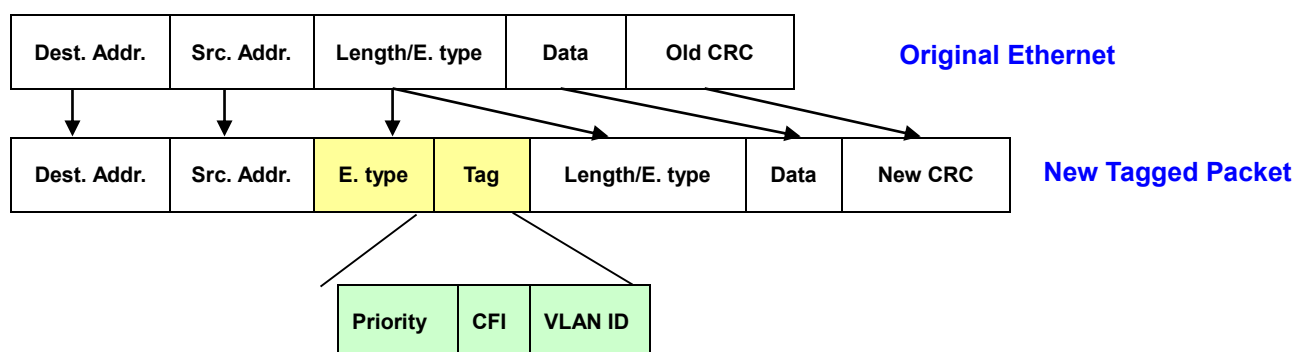 Dest. Addr. Src. Addr. Length/E. type Data Old CRC Original Ethernet
Dest. Addr. Src. Addr. E. type Tag Length/E. type Data New CRC New Tagged Packet
Priority CFI VLAN ID